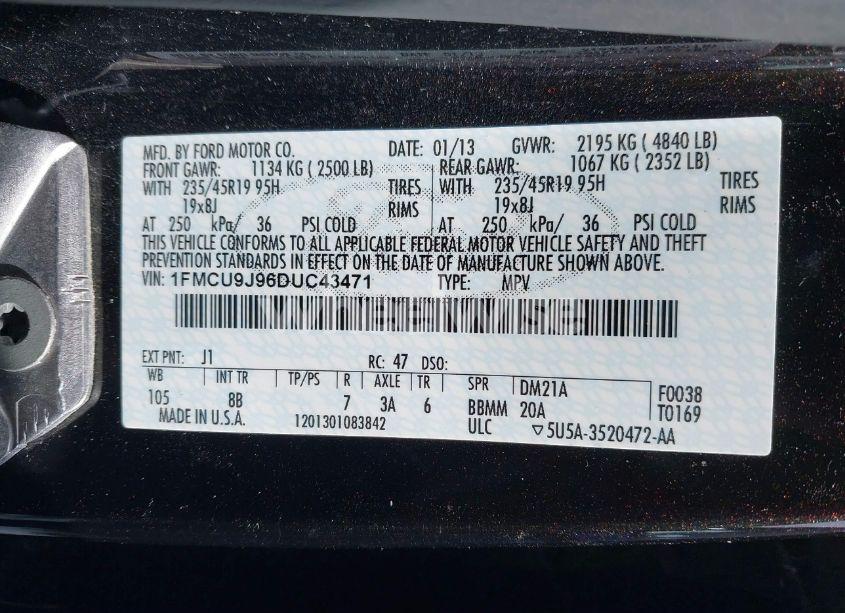 MFD. BY FORD MOTOR CO. DATE: 01/13 GVWR: 2195 KG ( 4840 LB)
FRONT GAWR: 1134 KG ( 2500 LB) REAR GAWR: 1067 KG ( 2352 LB)
WITH 235/45R19 95H TIRES WITH 235/45R19 95H TIRES
19x8J RIMS 19x8J RIMS
AT 250 kPa/ 36 PSI COLD AT 250 kPa/ 36 PSI COLD
THIS VEHICLE CONFORMS TO ALL APPLICABLE FEDERAL MOTOR VEHICLE SAFETY AND THEFT
PREVENTION STANDARDS IN EFFECT ON THE DATE OF MANUFACTURE SHOWN ABOVE.
VIN: 1FMCU9J96DUC43471 TYPE: MPV
EXT PNT: J1 RC: 47 DSO:
WB INT TR TP/PS R AXLE TR SPR DM21A F0038
105 8B 7 3A 6 BBMM 20A T0169
MADE IN U.S.A. 1201301083842 ULC ▽5U5A-3520472-AA